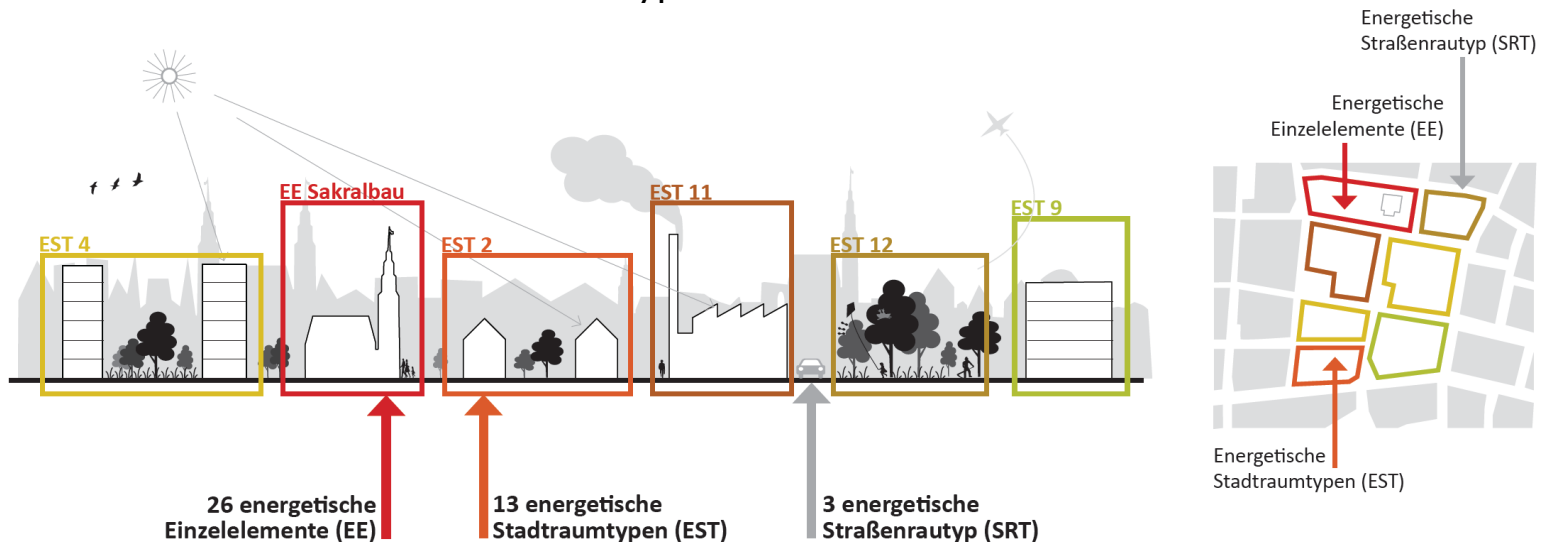 Energetische
Straßenrautyp (SRT)
Energetische
Einzelelemente (EE)
EE Sakralbau
EST 11
EST 9
EST 4
EST 2
EST 12
Energetische
Stadtraumtypen (EST)
26 energetische
Einzelelemente (EE)
13 energetische
Stadtraumtypen (EST)
3 energetische
Straßenrautyp (SRT)